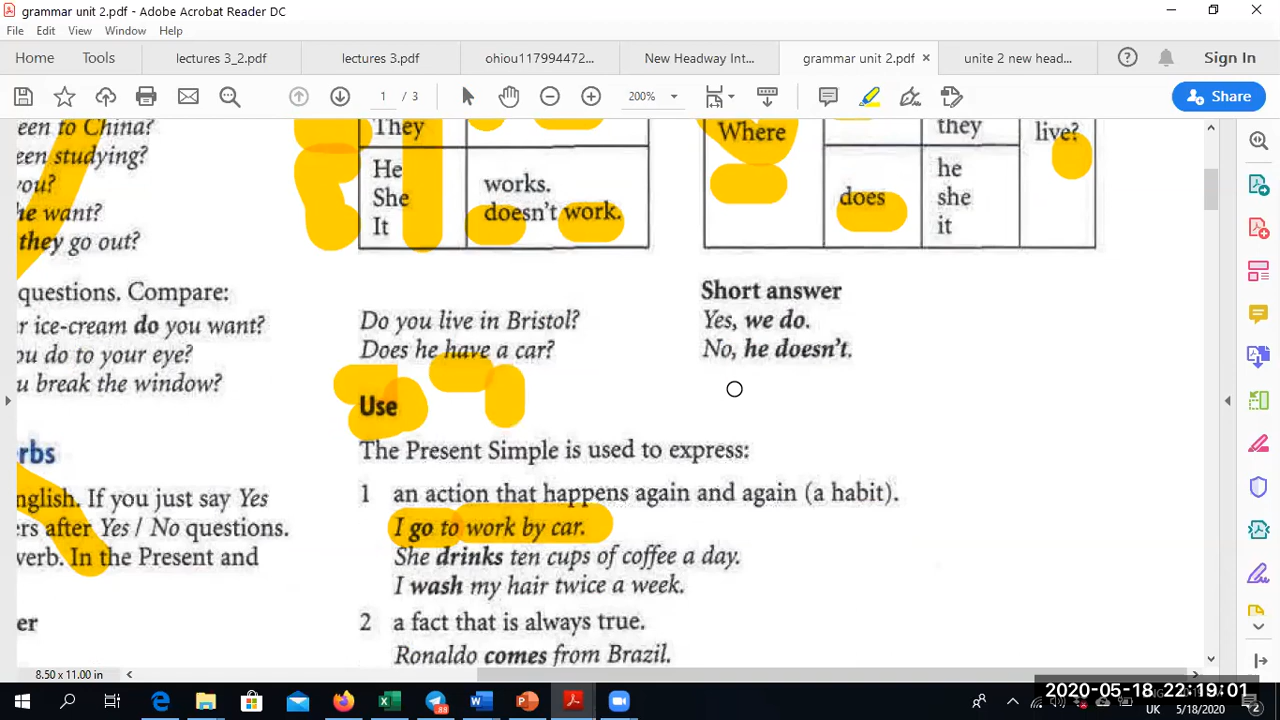 grammar unit 2.pdf - Adobe Acrobat Reader DC
File Edit View Window Help
Home Tools lectures 3_2.pdf lectures 3.pdf ohiou117994472... New Headway Int... grammar unit 2.pdf × unite 2 new head... Sign In
1 / 3 200% Share
een to China?
een studying?
you?
he want?
they go out?
questions. Compare:
r ice-cream do you want?
ou do to your eye?
u break the window?
erbs
nglish. If you just say Yes
ers after Yes / No questions.
verb. In the Present and
er
They
He
She
It
works.
doesn't work.
Where
does
they
he
she
it
live?
Do you live in Bristol?
Does he have a car?
Short answer
Yes, we do.
No, he doesn't.
Use
The Present Simple is used to express:
1 an action that happens again and again (a habit).
I go to work by car.
She drinks ten cups of coffee a day.
I wash my hair twice a week.
2 a fact that is always true.
Ronaldo comes from Brazil.
8.50 x 11.00 in
2020-05-18 22:19:01
UK 5/18/2020